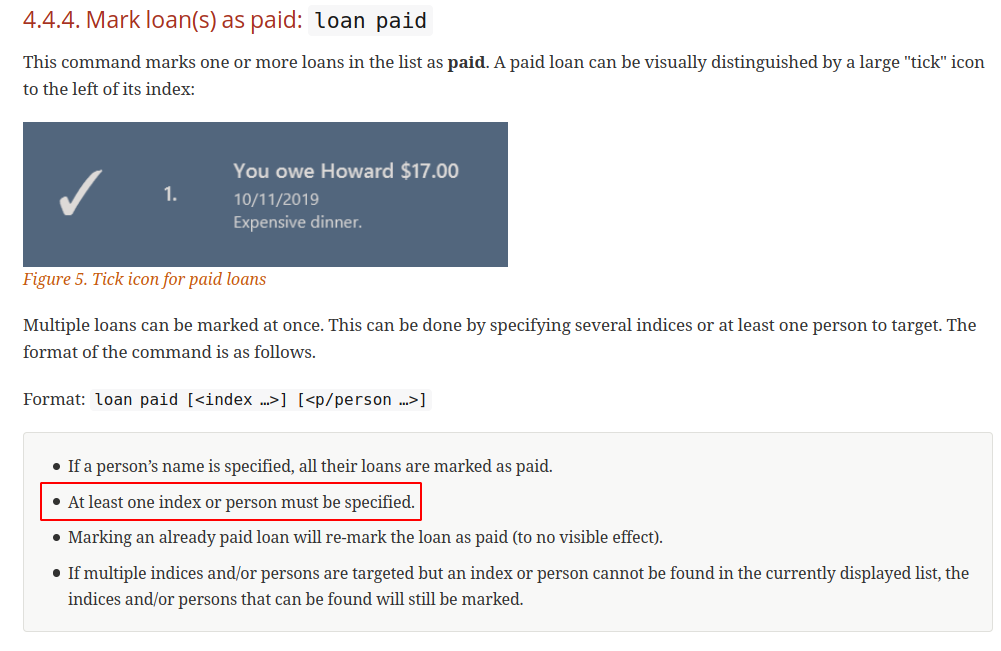 4.4.4. Mark loan(s) as paid: loan paid
This command marks one or more loans in the list as paid. A paid loan can be visually distinguished by a large "tick" icon
to the left of its index:
1.
You owe Howard $17.00
10/11/2019
Expensive dinner.
Figure 5. Tick icon for paid loans
Multiple loans can be marked at once. This can be done by specifying several indices or at least one person to target. The
format of the command is as follows.
Format: loan paid [<index …>] [<p/person …>]
• If a person’s name is specified, all their loans are marked as paid.
• At least one index or person must be specified.
• Marking an already paid loan will re-mark the loan as paid (to no visible effect).
• If multiple indices and/or persons are targeted but an index or person cannot be found in the currently displayed list, the
indices and/or persons that can be found will still be marked.